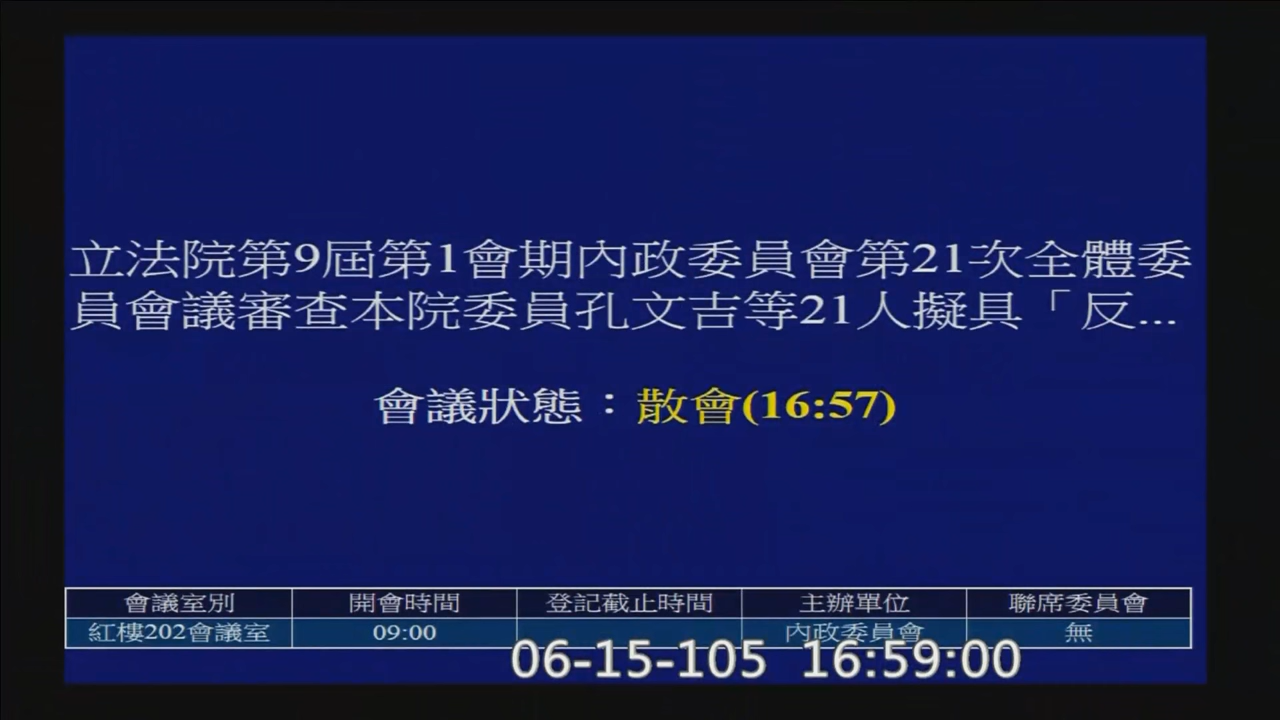 立法院第9屆第1會期內政委員會第21次全體委
員會議審查本院委員孔文吉等21人擬具「反...
會議狀態：散會(16:57)
會議室別 開會時間 登記截止時間 主辦單位 聯席委員會
紅樓202會議室 09:00 內政委員會 無
06-15-105 16:59:00